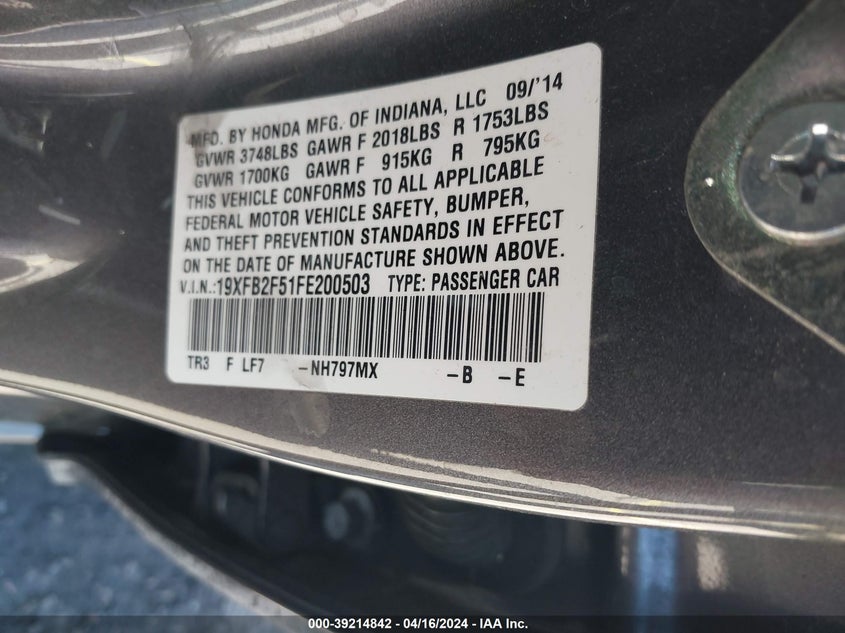 MFD. BY HONDA MFG. OF INDIANA, LLC 09/'14
GVWR 3748LBS GAWR F 2018LBS R 1753LBS
GVWR 1700KG GAWR F 915KG R 795KG
THIS VEHICLE CONFORMS TO ALL APPLICABLE
FEDERAL MOTOR VEHICLE SAFETY, BUMPER,
AND THEFT PREVENTION STANDARDS IN EFFECT
ON THE DATE OF MANUFACTURE SHOWN ABOVE.
V.I.N.:19XFB2F51FE200503 TYPE: PASSENGER CAR
TR3 F LF7 -NH797MX -B -E
000-39214842 - 04/16/2024 - IAA Inc.